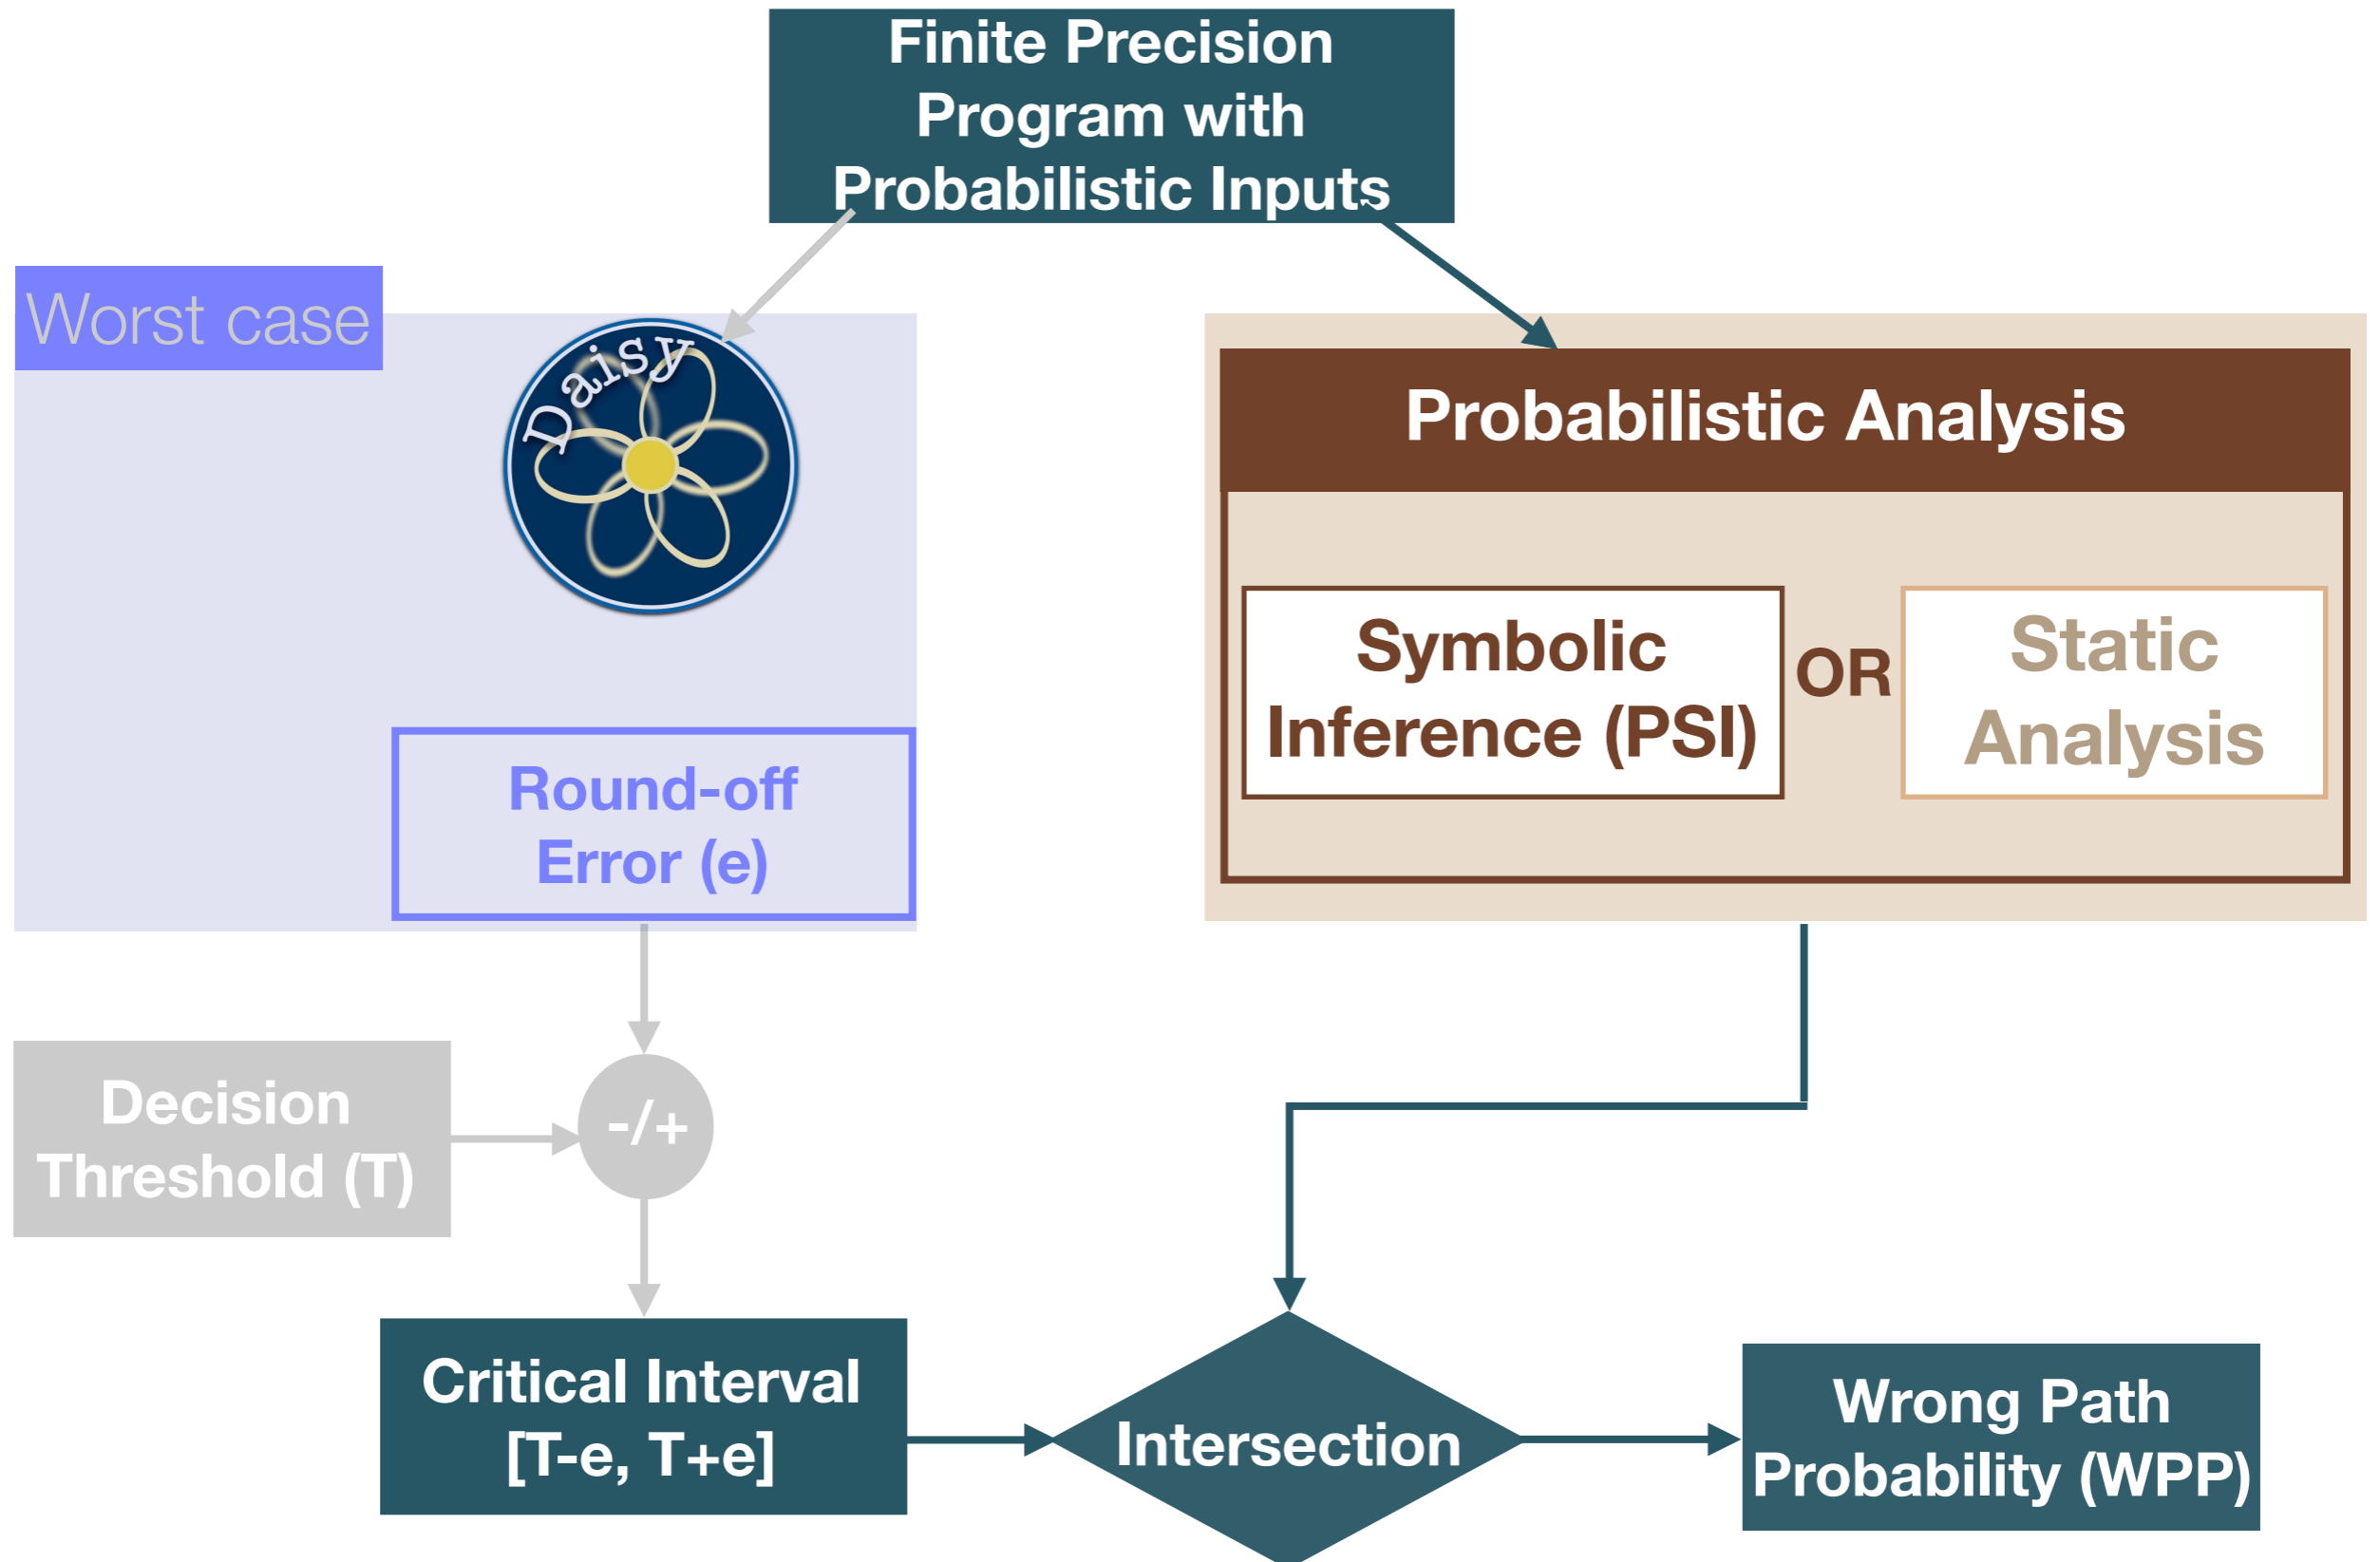 Finite Precision
Program with
Probabilistic Inputs
Worst case
Daisy
Probabilistic Analysis
Symbolic
Inference (PSI)
OR
Static
Analysis
Round-off
Error (e)
Decision
Threshold (T)
-/+
Critical Interval
[T-e, T+e]
Intersection
Wrong Path
Probability (WPP)